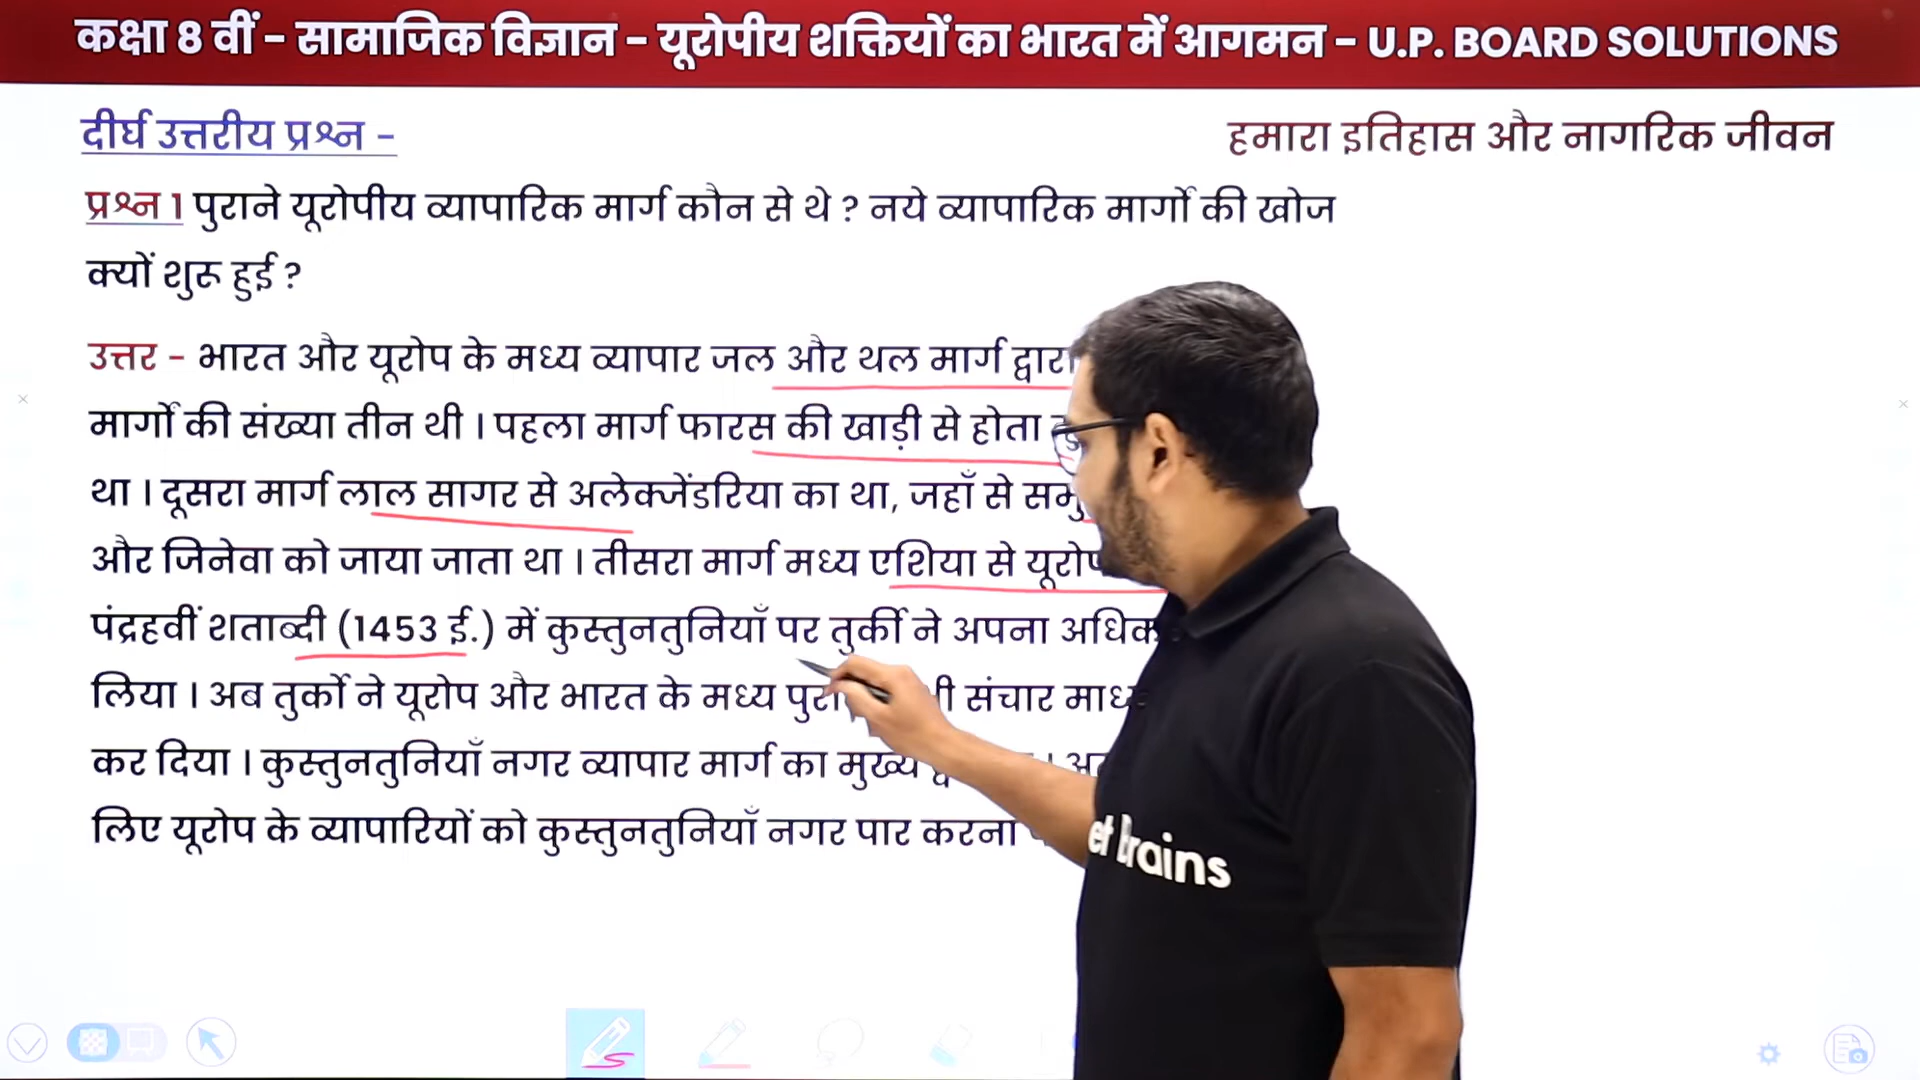 कक्षा 8 वीं - सामाजिक विज्ञान - यूरोपीय शक्तियों का भारत में आगमन - U.P. BOARD SOLUTIONS
दीर्घ उत्तरीय प्रश्न -
हमारा इतिहास और नागरिक जीवन
प्रश्न 1 पुराने यूरोपीय व्यापारिक मार्ग कौन से थे ? नये व्यापारिक मार्गो की खोज
क्यों शुरू हुई ?
उत्तर - भारत और यूरोप के मध्य व्यापार जल और थल मार्ग द्वारा
मार्गों की संख्या तीन थी । पहला मार्ग फारस की खाड़ी से होता
था । दूसरा मार्ग लाल सागर से अलेक्जेंडरिया का था, जहाँ से
और जिनेवा को जाया जाता था । तीसरा मार्ग मध्य एशिया से यूरोप
पंद्रहवीं शताब्दी (1453 ई.) में कुस्तुनतुनियाँ पर तुर्की ने अपना
लिया । अब तुर्को ने यूरोप और भारत के मध्य संचार
कर दिया । कुस्तुनतुनियाँ नगर व्यापार मार्ग का मुख्य
लिए यूरोप के व्यापारियों को कुस्तुनतुनियाँ नगर पार करना
Brains